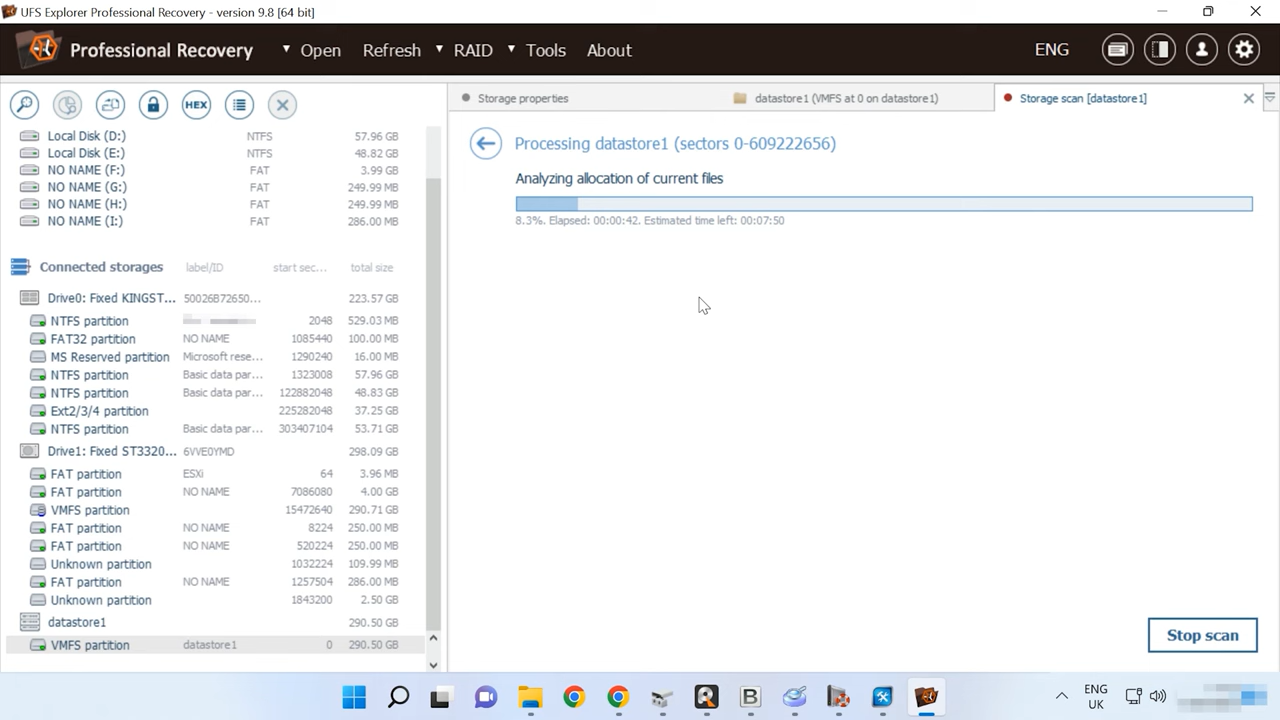 UFS Explorer Professional Recovery - version 9.8 [64 bit]
Professional Recovery Open Refresh RAID Tools About ENG
HEX
Storage properties datastore1 (VMFS at 0 on datastore1) Storage scan [datastore1]
Local Disk (D:) NTFS 57.96 GB
Local Disk (E:) NTFS 48.82 GB
NO NAME (F:) FAT 3.99 GB
NO NAME (G:) FAT 249.99 MB
NO NAME (H:) FAT 249.99 MB
NO NAME (I:) FAT 286.00 MB
Connected storages label/ID start sec... total size
Drive0: Fixed KINGST... 50026B72650... 223.57 GB
NTFS partition 2048 529.03 MB
FAT32 partition NO NAME 1085440 100.00 MB
MS Reserved partition Microsoft rese... 1290240 16.00 MB
NTFS partition Basic data par... 1323008 57.96 GB
NTFS partition Basic data par... 122882048 48.83 GB
Ext2/3/4 partition 225282048 37.25 GB
NTFS partition Basic data par... 303407104 53.71 GB
Drive1: Fixed ST3320... 6VVE0YMD 298.09 GB
FAT partition ESXi 64 3.96 MB
FAT partition NO NAME 7086080 4.00 GB
VMFS partition 15472640 290.71 GB
FAT partition NO NAME 8224 250.00 MB
FAT partition NO NAME 520224 250.00 MB
Unknown partition 1032224 109.99 MB
FAT partition NO NAME 1257504 286.00 MB
Unknown partition 1843200 2.50 GB
datastore1 290.50 GB
VMFS partition datastore1 0 290.50 GB
Processing datastore1 (sectors 0-609222656)
Analyzing allocation of current files
8.3%. Elapsed: 00:00:42. Estimated time left: 00:07:50
Stop scan
B
ENG
UK